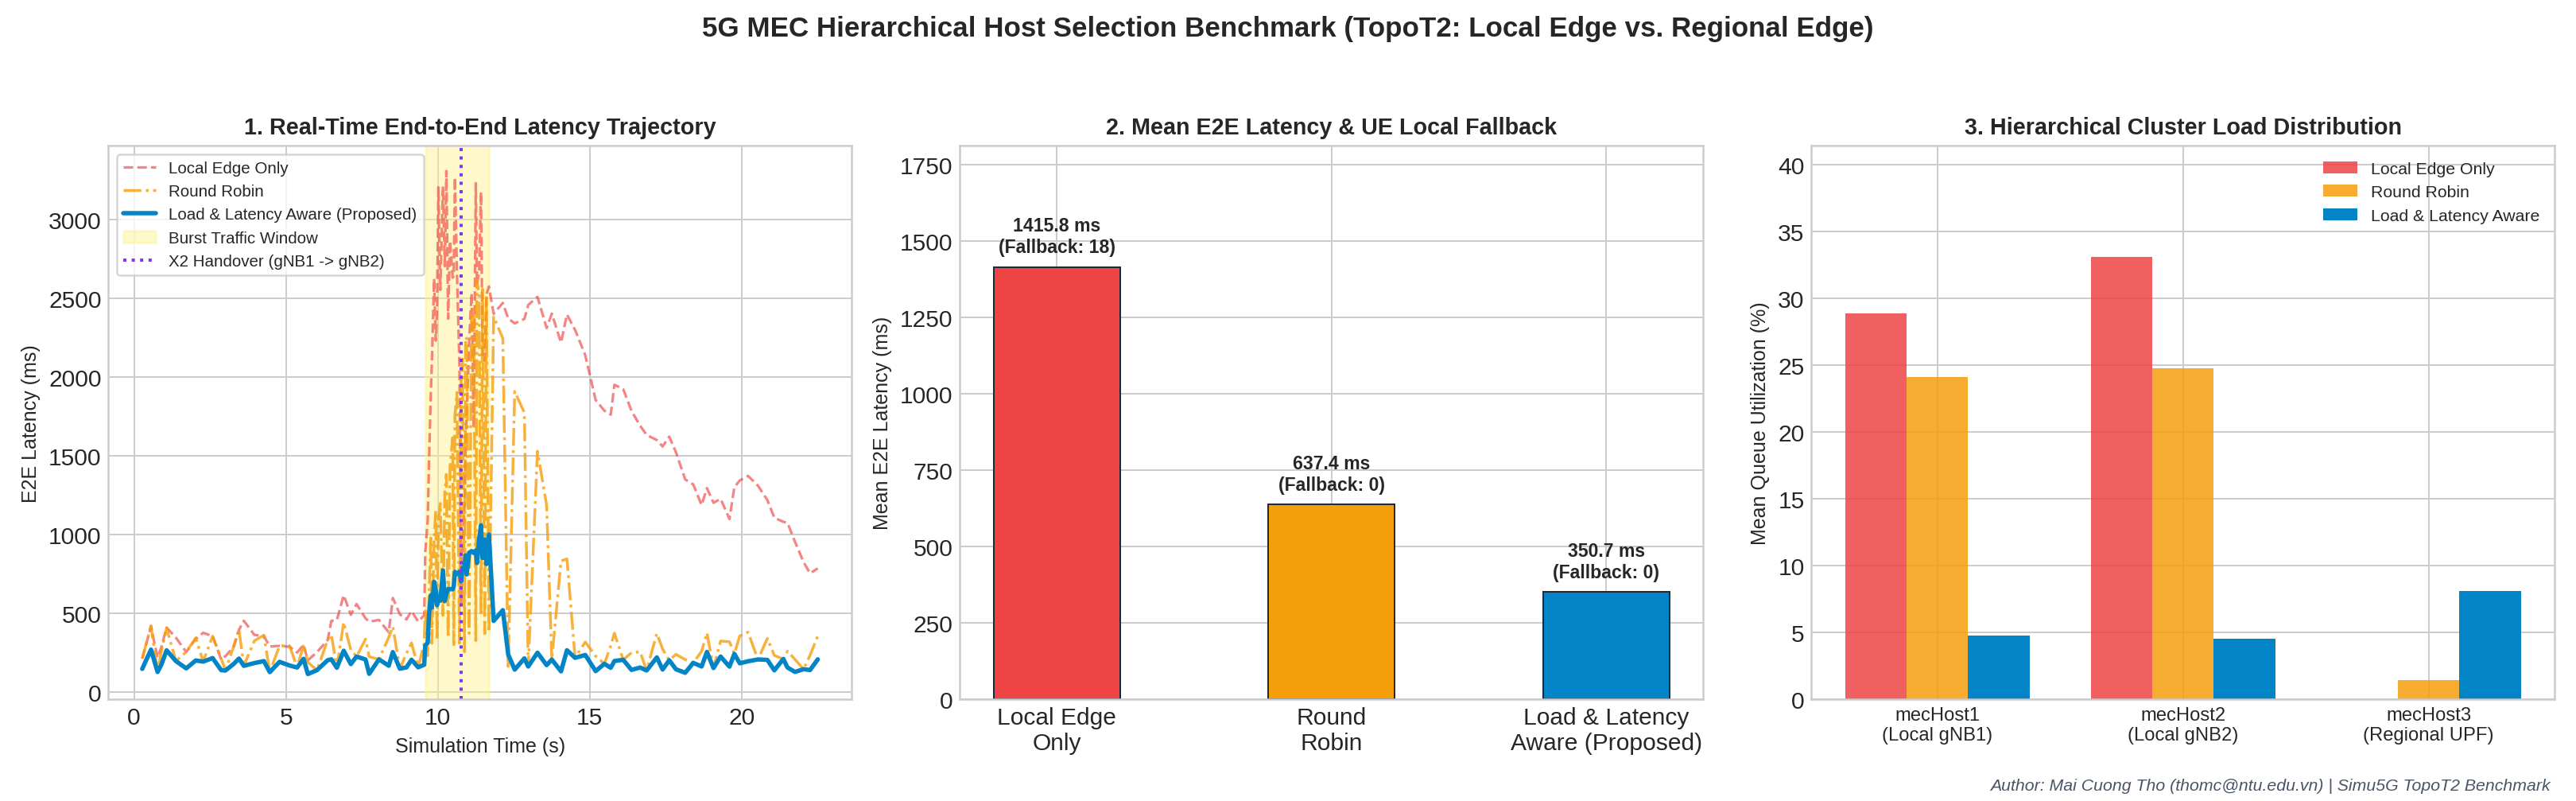 5G MEC Hierarchical Host Selection Benchmark (TopoT2: Local Edge vs. Regional Edge)
1. Real-Time End-to-End Latency Trajectory
E2E Latency (ms)
3000
2500
2000
1500
1000
500
0
Local Edge Only
Round Robin
Load & Latency Aware (Proposed)
Burst Traffic Window
X2 Handover (gNB1 -> gNB2)
0 5 10 15 20
Simulation Time (s)
2. Mean E2E Latency & UE Local Fallback
Mean E2E Latency (ms)
1750
1500
1250
1000
750
500
250
0
1415.8 ms
(Fallback: 18)
637.4 ms
(Fallback: 0)
350.7 ms
(Fallback: 0)
Local Edge
Only
Round
Robin
Load & Latency
Aware (Proposed)
3. Hierarchical Cluster Load Distribution
Mean Queue Utilization (%)
40
35
30
25
20
15
10
5
0
Local Edge Only
Round Robin
Load & Latency Aware
mecHost1
(Local gNB1)
mecHost2
(Local gNB2)
mecHost3
(Regional UPF)
Author: Mai Cuong Tho (thomc@ntu.edu.vn) | Simu5G TopoT2 Benchmark